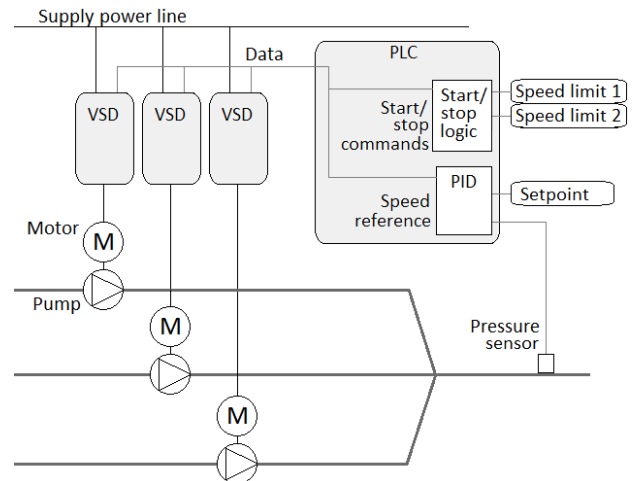 Supply power line
Data
PLC
VSD
VSD
VSD
Start/
stop
commands
Start/
stop
logic
Speed limit 1
Speed limit 2
PID
Speed
reference
Setpoint
Motor
M
Pump
M
Pressure
sensor
M